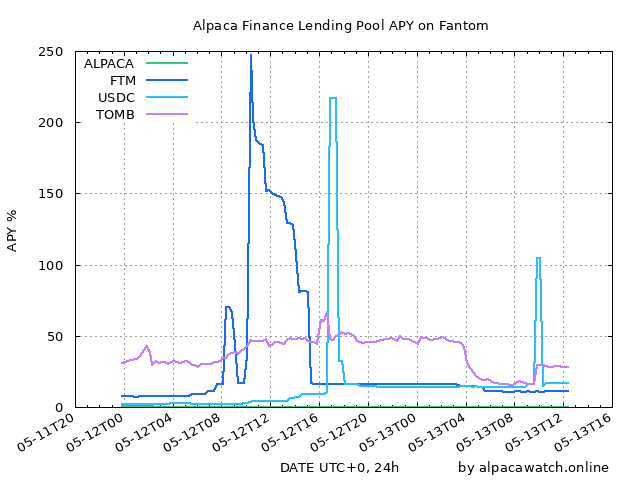 Alpaca Finance Lending Pool APY on Fantom
250
200
150
100
50
0
APY %
ALPACA
FTM
USDC
TOMB
05-11T20
05-12T00
05-12T04
05-12T08
05-12T12
05-12T16
05-12T20
05-13T00
05-13T04
05-13T08
05-13T12
05-13T16
DATE UTC+0, 24h
by alpacawatch.online